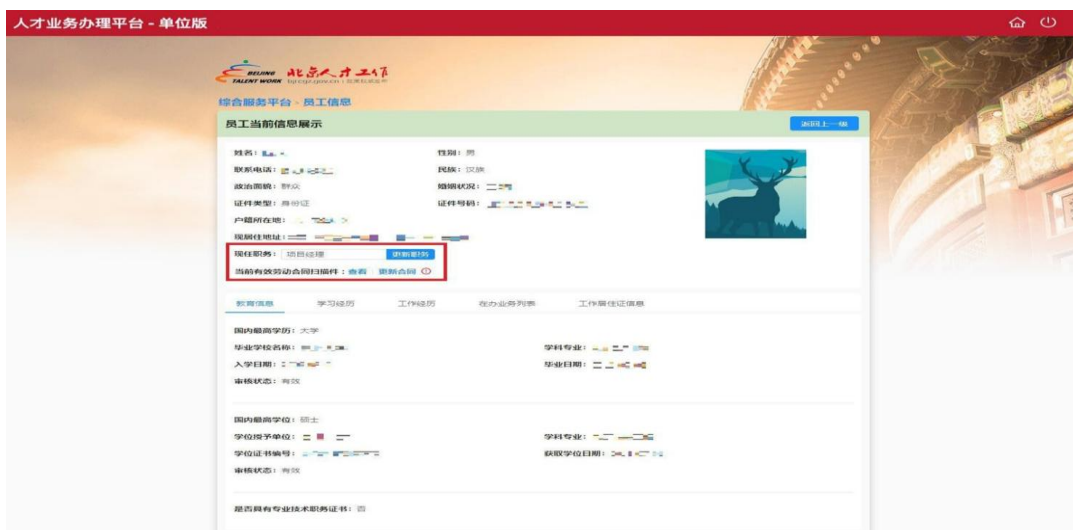 人才业务办理平台 - 单位版
BEIJING
TALENT WORK
北京人才工作
综合服务平台 - 员工信息
员工当前信息展示
返回上一级
姓名：
性别：男
联系电话：
民族：汉族
政治面貌：群众
婚姻状况：
证件类型：身份证
证件号码：
户籍所在地：
现居住地址：
现任职务：项目经理 更新职务
当前有效劳动合同扫描件：查看 更新合同
教育信息 学习经历 工作经历 在办业务列表 工作居住证信息
国内最高学历：大学
毕业学校名称：
学科专业：
入学日期：
毕业日期：
审核状态：有效
国内最高学位：硕士
学位授予单位：
学科专业：
学位证书编号：
获取学位日期：
审核状态：有效
是否具有专业技术职务证书：否